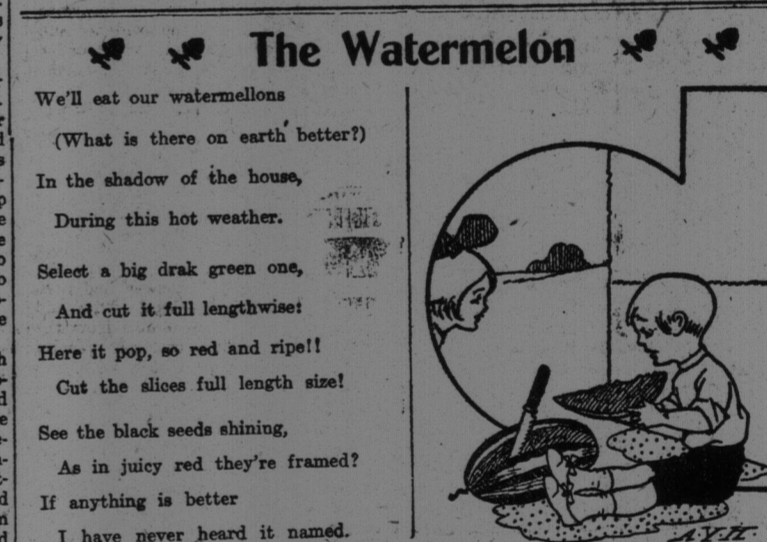 The Watermelon
We'll eat our watermellons
(What is there on earth better?)
In the shadow of the house,
During this hot weather.
Select a big drak green one,
And cut it full lengthwise:
Here it pop, so red and ripe!!
Cut the slices full length size!
See the black seeds shining,
As in juicy red they're framed?
If anything is better
I have never heard it named.
A.V.H.